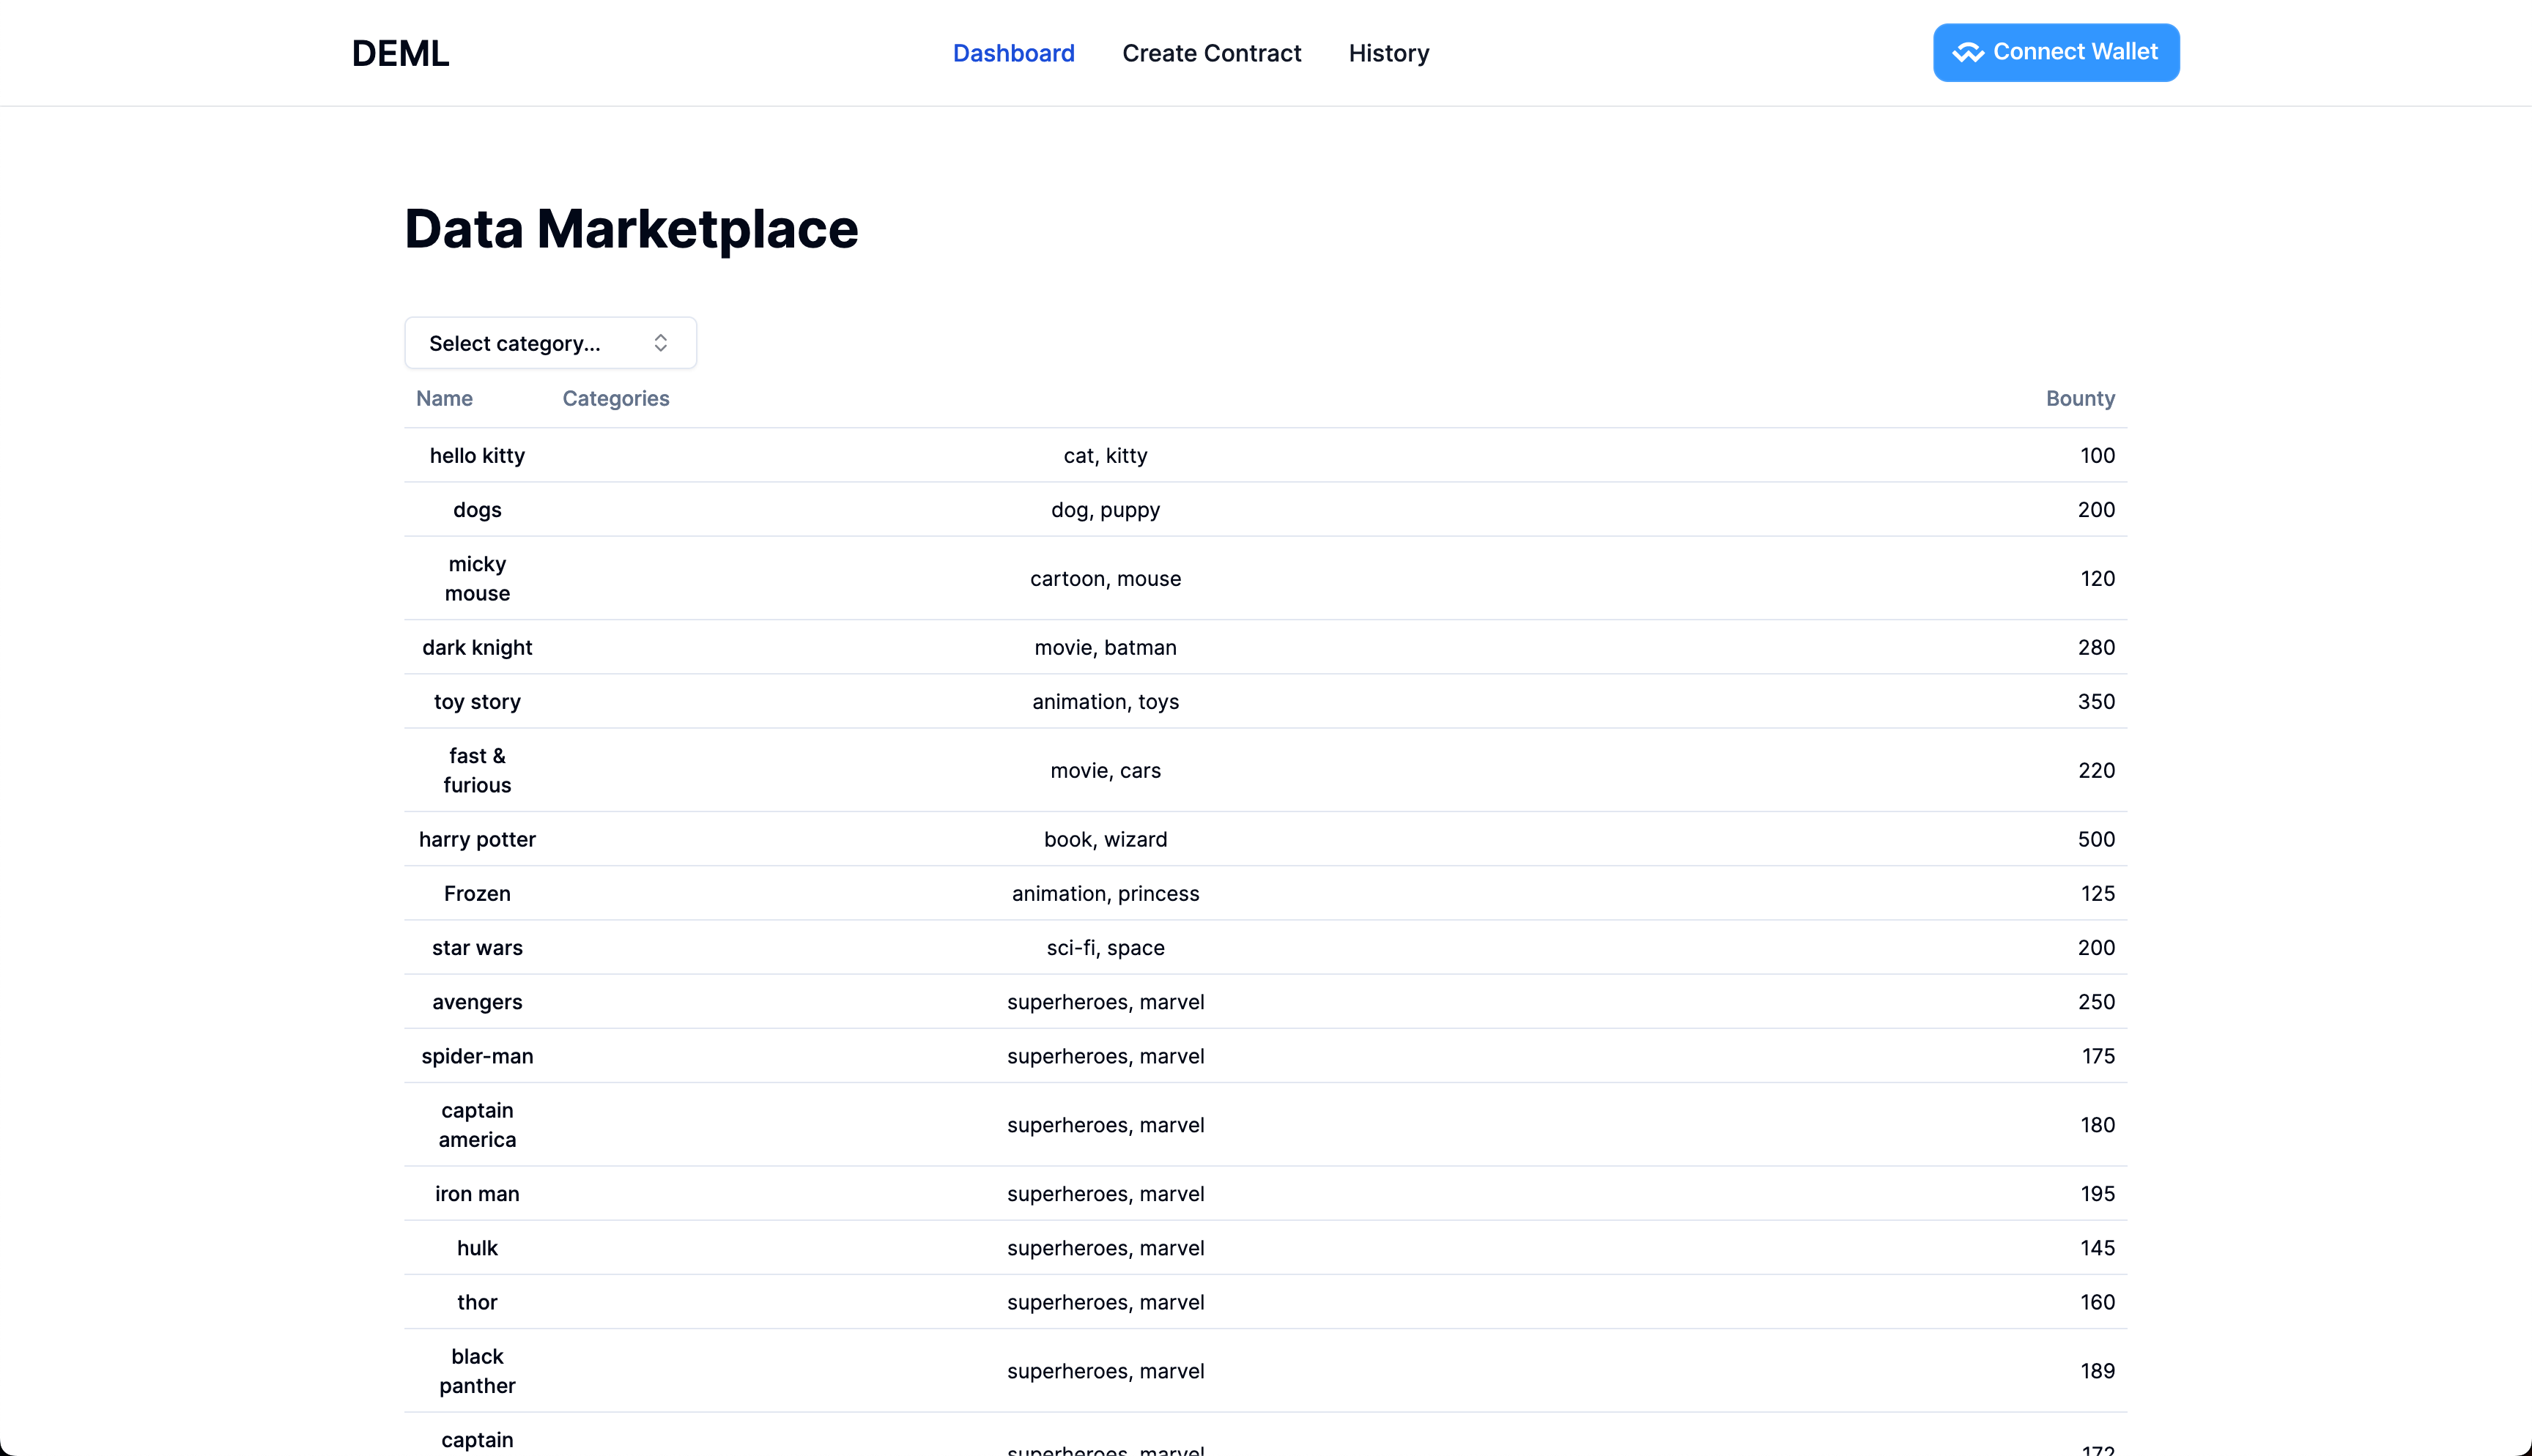 DEML Dashboard Create Contract History Connect Wallet
Data Marketplace
Select category...
Name Categories Bounty
hello kitty cat, kitty 100
dogs dog, puppy 200
micky
mouse cartoon, mouse 120
dark knight movie, batman 280
toy story animation, toys 350
fast &
furious movie, cars 220
harry potter book, wizard 500
Frozen animation, princess 125
star wars sci-fi, space 200
avengers superheroes, marvel 250
spider-man superheroes, marvel 175
captain
america superheroes, marvel 180
iron man superheroes, marvel 195
hulk superheroes, marvel 145
thor superheroes, marvel 160
black
panther superheroes, marvel 189
captain
superheroes, marvel 172